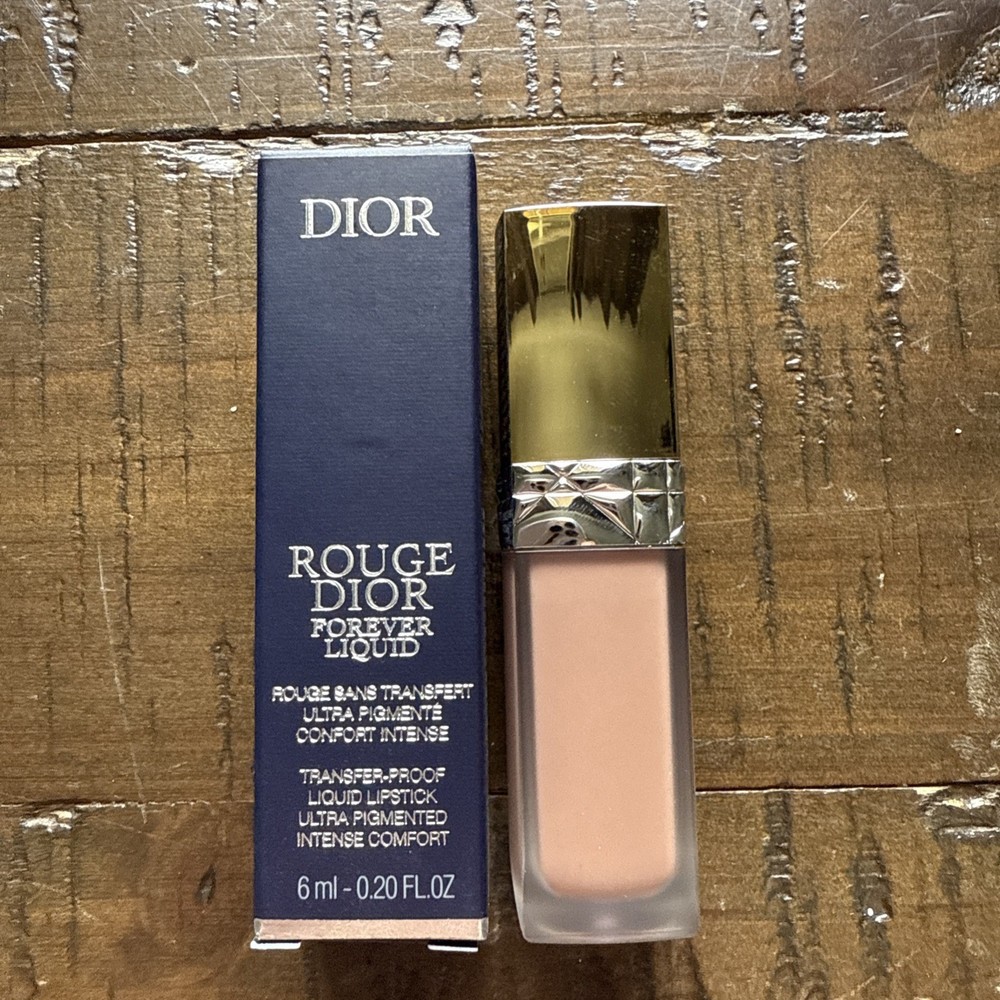 DIOR
ROUGE
DIOR
FOREVER
LIQUID
ROUGE SANS TRANSFERT
ULTRA PIGMENTÉ
CONFORT INTENSE
TRANSFER-PROOF
LIQUID LIPSTICK
ULTRA PIGMENTED
INTENSE COMFORT
6 ml - 0.20 FL.OZ